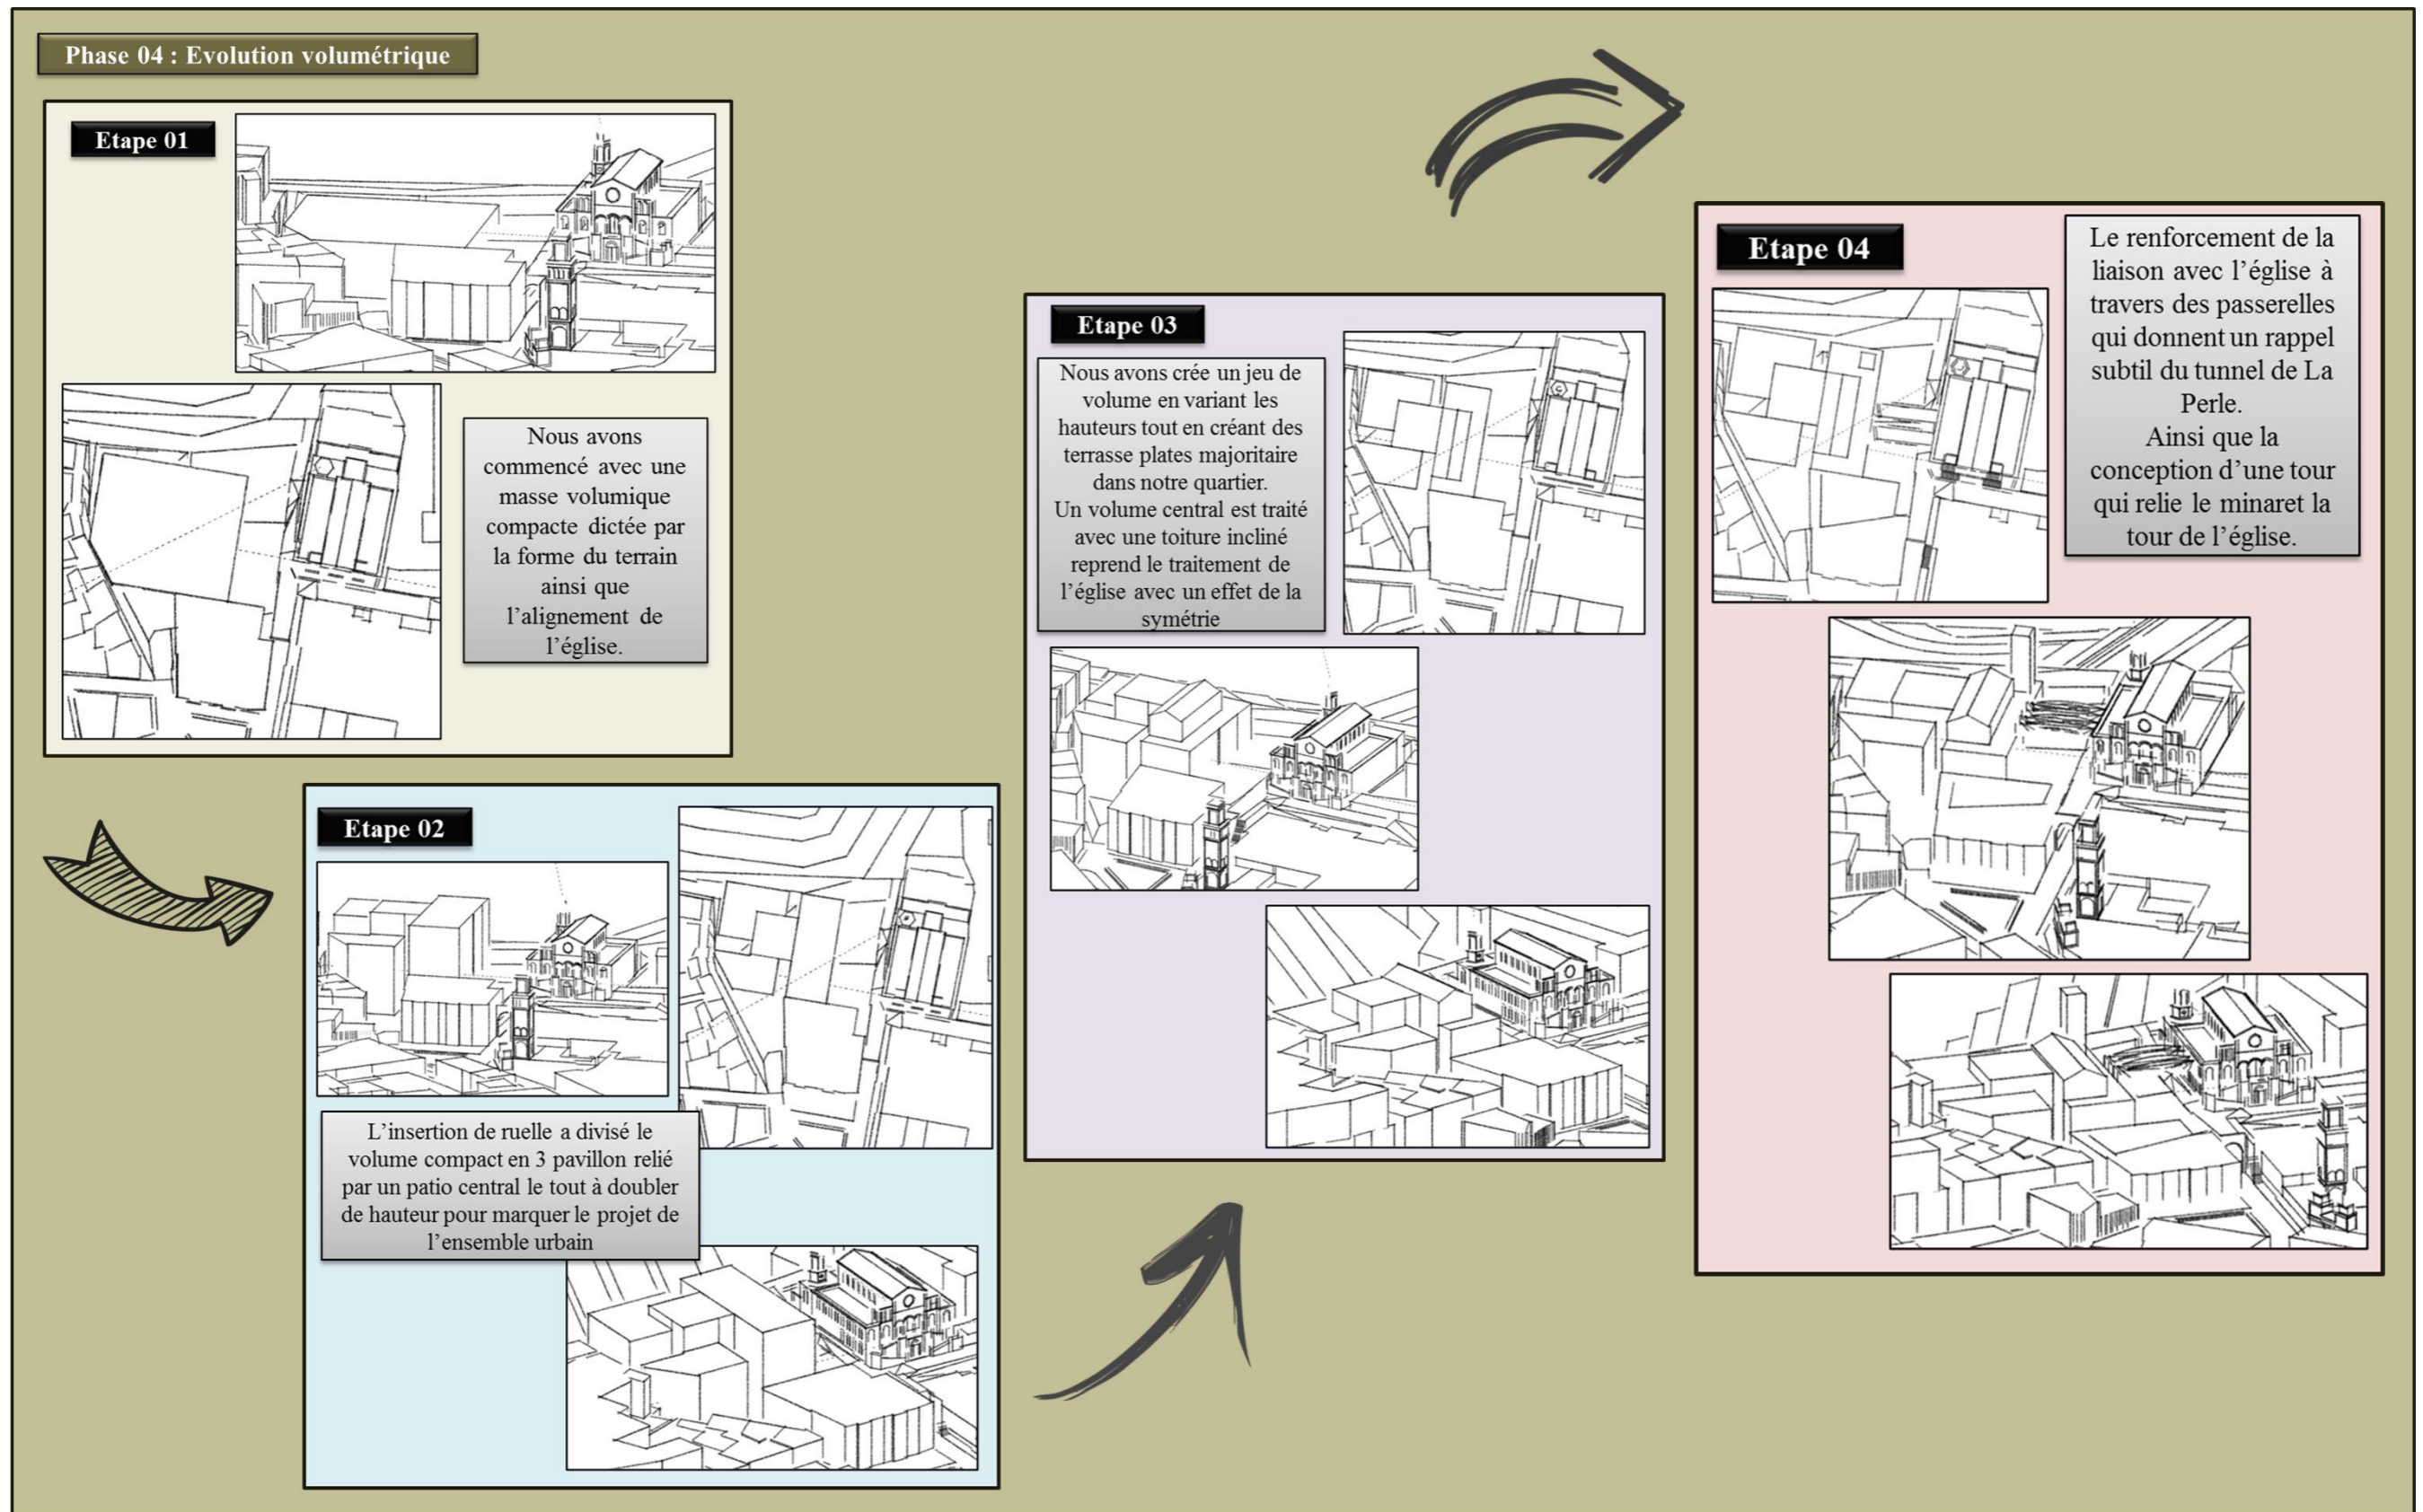 Phase 04 : Evolution volumétrique
Etape 01
Nous avons
commencé avec une
masse volumique
compacte dictée par
la forme du terrain
ainsi que
l’alignement de
l’église.
Etape 02
L’insertion de ruelle a divisé le
volume compact en 3 pavillon relié
par un patio central le tout à doubler
de hauteur pour marquer le projet de
l’ensemble urbain
Etape 03
Nous avons crée un jeu de
volume en variant les
hauteurs tout en créant des
terrasse plates majoritaire
dans notre quartier.
Un volume central est traité
avec une toiture incliné
reprend le traitement de
l’église avec un effet de la
symétrie
Etape 04
Le renforcement de la
liaison avec l’église à
travers des passerelles
qui donnent un rappel
subtil du tunnel de La
Perle.
Ainsi que la
conception d’une tour
qui relie le minaret la
tour de l’église.